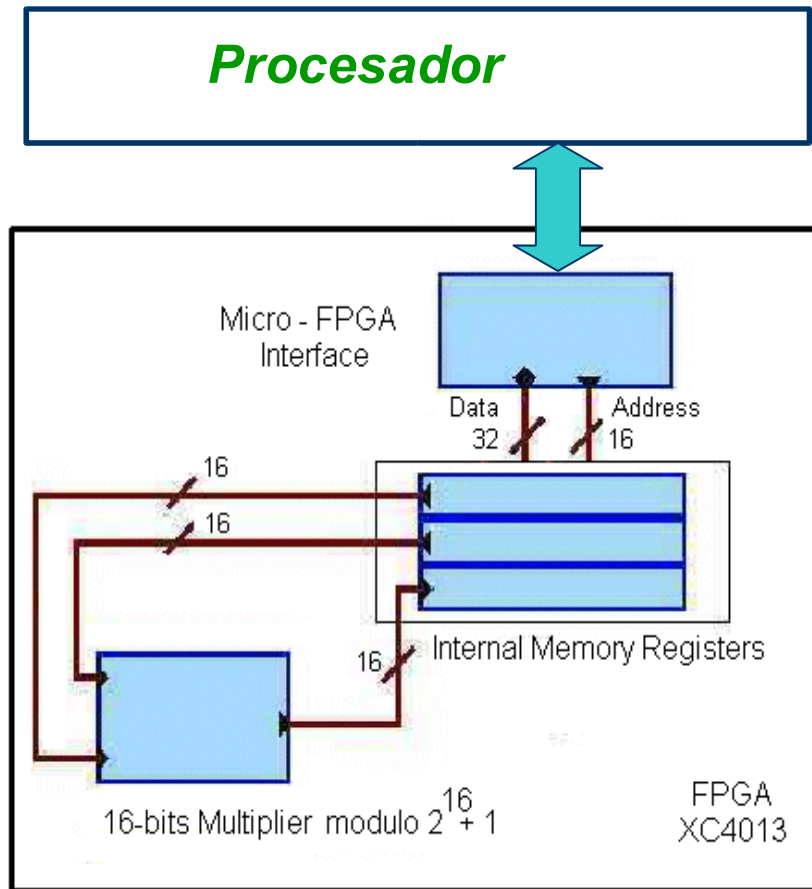 Procesador
Micro - FPGA
Interface
Data
32
Address
16
16
16
16
Internal Memory Registers
16-bits Multiplier modulo 2^16 + 1
FPGA
XC4013